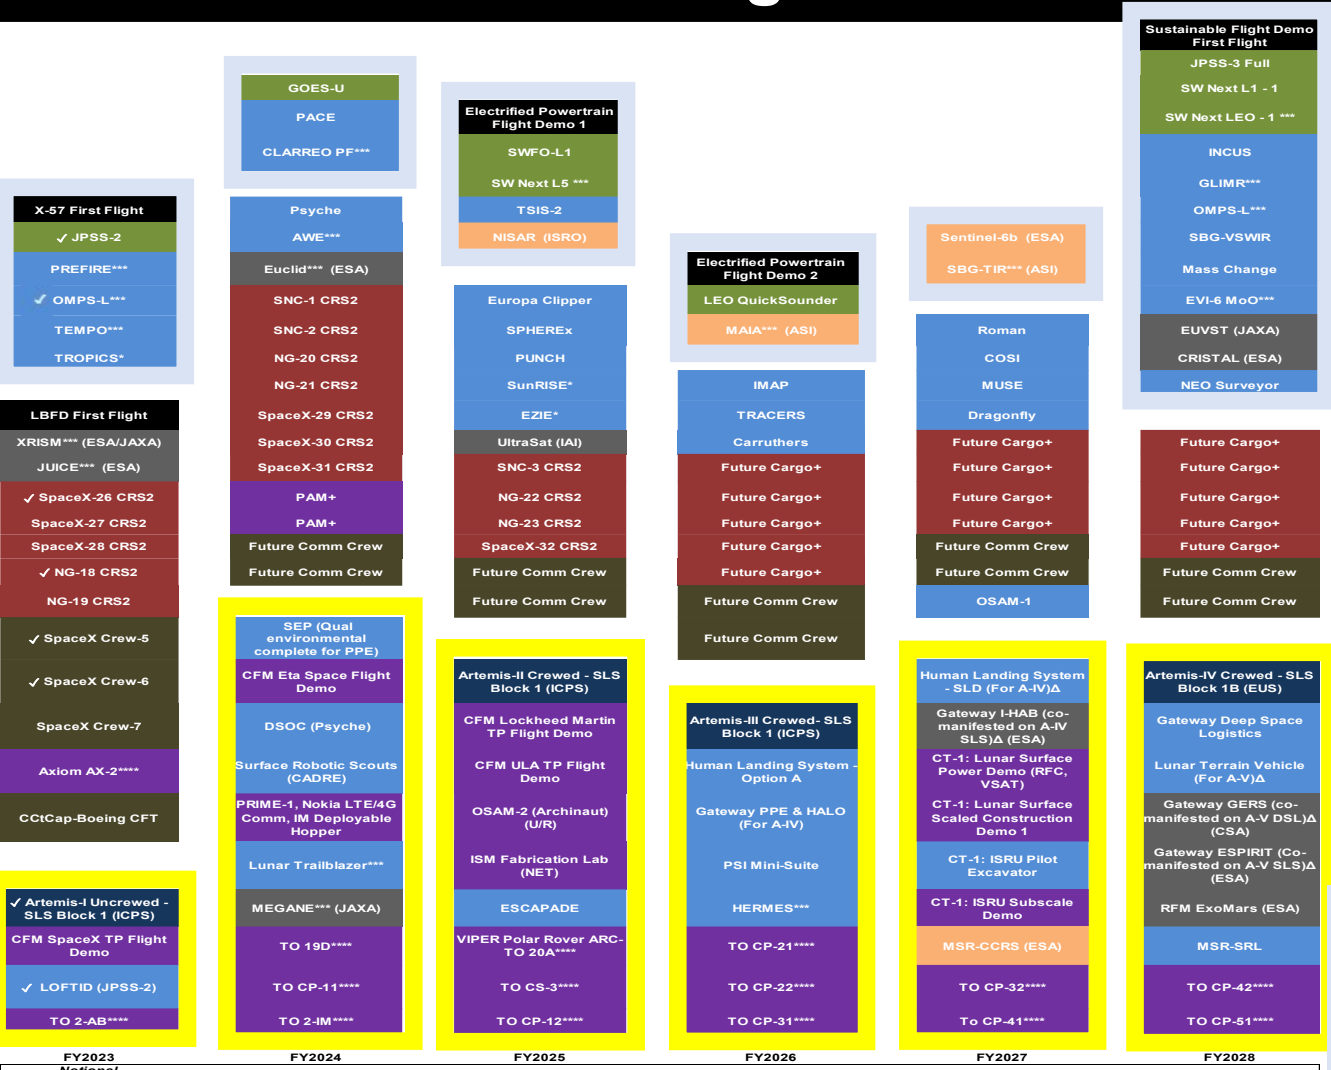 X-57 First Flight
✓ JPSS-2
PREFIRE***
✓ OMPS-L***
TEMPO***
TROPICS*
LBFD First Flight
XRISM*** (ESA/JAXA)
JUICE*** (ESA)
✓ SpaceX-26 CRS2
SpaceX-27 CRS2
SpaceX-28 CRS2
✓ NG-18 CRS2
NG-19 CRS2
✓ SpaceX Crew-5
✓ SpaceX Crew-6
SpaceX Crew-7
Axiom AX-2****
CCtCap-Boeing CFT
✓ Artemis-I Uncrewed -
SLS Block 1 (ICPS)
CFM SpaceX TP Flight
Demo
✓ LOFTID (JPSS-2)
TO 2-AB****
FY2023
GOES-U
PACE
CLARREO PF***
Psyche
AWE***
Euclid*** (ESA)
SNC-1 CRS2
SNC-2 CRS2
NG-20 CRS2
NG-21 CRS2
SpaceX-29 CRS2
SpaceX-30 CRS2
SpaceX-31 CRS2
PAM+
PAM+
Future Comm Crew
Future Comm Crew
SEP (Qual
environmental
complete for PPE)
CFM Eta Space Flight
Demo
DSOC (Psyche)
Surface Robotic Scouts
(CADRE)
PRIME-1, Nokia LTE/4G
Comm, IM Deployable
Hopper
Lunar Trailblazer***
MEGANE*** (JAXA)
TO 19D****
TO CP-11****
TO 2-IM****
FY2024
Electrified Powertrain
Flight Demo 1
SWFO-L1
SW Next L5 ***
TSIS-2
NISAR (ISRO)
Europa Clipper
SPHEREx
PUNCH
SunRISE*
EZIE*
UltraSat (IAI)
SNC-3 CRS2
NG-22 CRS2
NG-23 CRS2
SpaceX-32 CRS2
Future Comm Crew
Future Comm Crew
Artemis-II Crewed - SLS
Block 1 (ICPS)
CFM Lockheed Martin
TP Flight Demo
CFM ULA TP Flight
Demo
OSAM-2 (Archinaut)
(U/R)
ISM Fabrication Lab
(NET)
ESCAPADE
VIPER Polar Rover ARC-
TO 20A****
TO CS-3****
TO CP-12****
FY2025
Electrified Powertrain
Flight Demo 2
LEO QuickSounder
MAIA*** (ASI)
IMAP
TRACERS
Carruthers
Future Cargo+
Future Cargo+
Future Cargo+
Future Cargo+
Future Cargo+
Future Comm Crew
Future Comm Crew
Artemis-III Crewed- SLS
Block 1 (ICPS)
Human Landing System -
Option A
Gateway PPE & HALO
(For A-IV)
PSI Mini-Suite
HERMES***
TO CP-21****
TO CP-22****
TO CP-31****
FY2026
Sentinel-6b (ESA)
SBG-TIR*** (ASI)
Roman
COSI
MUSE
Dragonfly
Future Cargo+
Future Cargo+
Future Cargo+
Future Cargo+
Future Comm Crew
Future Comm Crew
OSAM-1
Human Landing System
- SLD (For A-IV)Δ
Gateway I-HAB (co-
manifested on A-IV
SLS)Δ (ESA)
CT-1: Lunar Surface
Power Demo (RFC,
VSAT)
CT-1: Lunar Surface
Scaled Construction
Demo 1
CT-1: ISRU Pilot
Excavator
CT-1: ISRU Subscale
Demo
MSR-CCRS (ESA)
TO CP-32****
To CP-41****
FY2027
Sustainable Flight Demo
First Flight
JPSS-3 Full
SW Next L1 - 1
SW Next LEO - 1 ***
INCUS
GLIMR***
OMPS-L***
SBG-VSWIR
Mass Change
EVI-6 MoO***
EUVST (JAXA)
CRISTAL (ESA)
NEO Surveyor
Future Cargo+
Future Cargo+
Future Cargo+
Future Cargo+
Future Cargo+
Future Comm Crew
Future Comm Crew
Artemis-IV Crewed - SLS
Block 1B (EUS)
Gateway Deep Space
Logistics
Lunar Terrain Vehicle
(For A-V)Δ
Gateway GERS (co-
manifested on A-V DSL)Δ
(CSA)
Gateway ESPIRIT (Co-
manifested on A-V SLS)Δ
(ESA)
RFM ExoMars (ESA)
MSR-SRL
TO CP-42****
TO CP-51****
FY2028
National